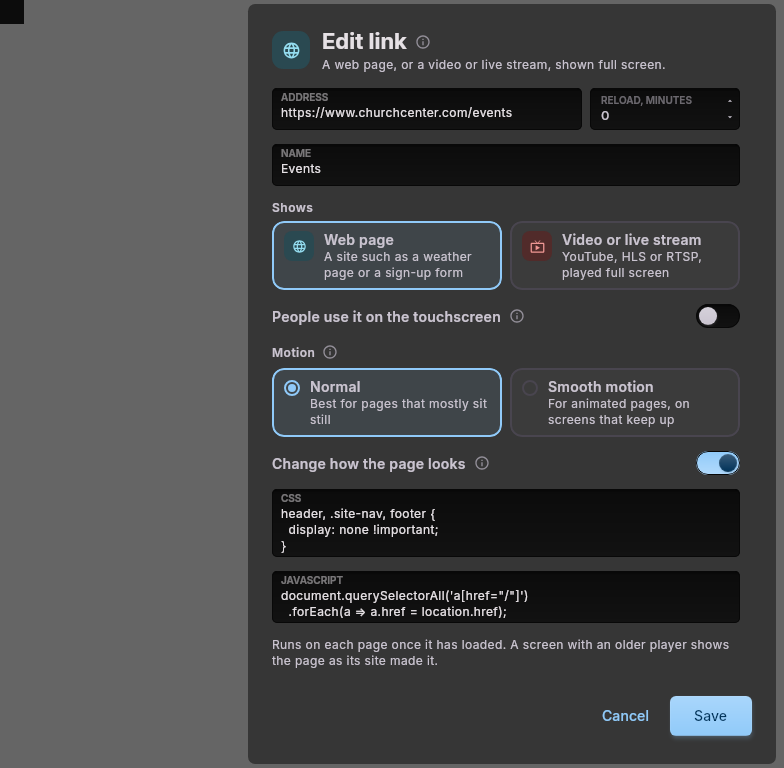 Edit link
A web page, or a video or live stream, shown full screen.
ADDRESS
https://www.churchcenter.com/events
RELOAD, MINUTES
0
NAME
Events
Shows
Web page
A site such as a weather
page or a sign-up form
Video or live stream
YouTube, HLS or RTSP,
played full screen
People use it on the touchscreen
Motion
Normal
Best for pages that mostly sit
still
Smooth motion
For animated pages, on
screens that keep up
Change how the page looks
CSS
header, .site-nav, footer {
  display: none !important;
}
JAVASCRIPT
document.querySelectorAll('a[href="/"]')
  .forEach(a => a.href = location.href);
Runs on each page once it has loaded. A screen with an older player shows
the page as its site made it.
Cancel
Save